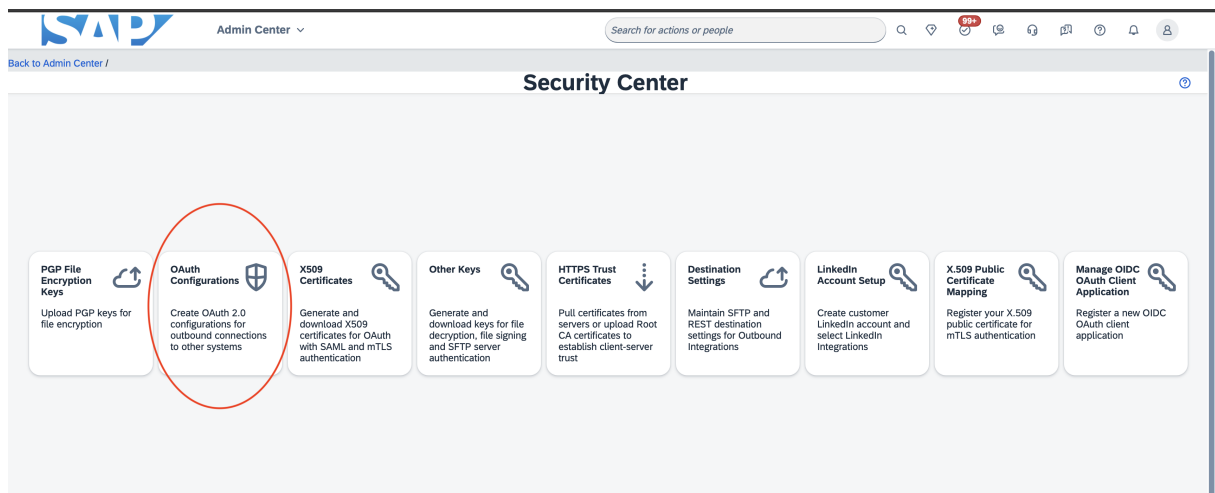 SAP
Admin Center
Search for actions or people
99+
Back to Admin Center /
Security Center
PGP File
Encryption
Keys
Upload PGP keys for
file encryption
OAuth
Configurations
Create OAuth 2.0
configurations for
outbound connections
to other systems
X509
Certificates
Generate and
download X509
certificates for OAuth
with SAML and mTLS
authentication
Other Keys
Generate and
download keys for file
decryption, file signing
and SFTP server
authentication
HTTPS Trust
Certificates
Pull certificates from
servers or upload Root
CA certificates to
establish client-server
trust
Destination
Settings
Maintain SFTP and
REST destination
settings for Outbound
Integrations
LinkedIn
Account Setup
Create customer
LinkedIn account and
select LinkedIn
Integrations
X.509 Public
Certificate
Mapping
Register your X.509
public certificate for
mTLS authentication
Manage OIDC
OAuth Client
Application
Register a new OIDC
OAuth client
application